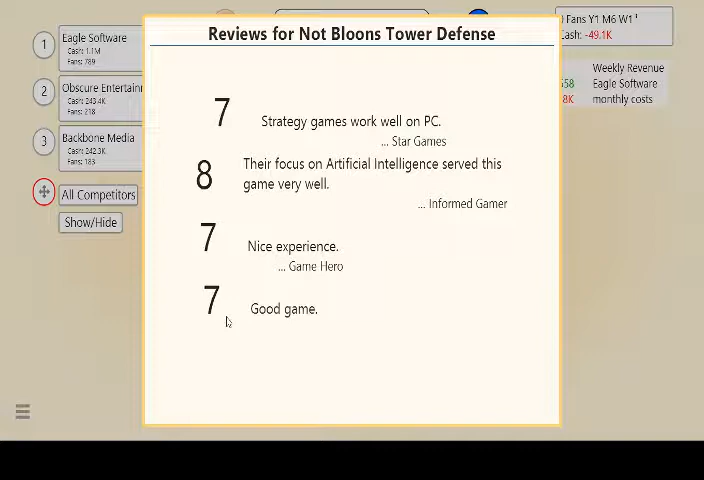 Reviews for Not Bloons Tower Defense
1
Eagle Software
Cash: 1.1M
Fans: 789
2
Obscure Entertain
Cash: 243.4K
Fans: 218
3
Backbone Media
Cash: 242.3K
Fans: 183
All Competitors
Show/Hide
7
Strategy games work well on PC.
... Star Games
8
Their focus on Artificial Intelligence served this
game very well.
... Informed Gamer
7
Nice experience.
... Game Hero
7
Good game.
Fans Y1 M6 W1
Cash: -49.1K
Weekly Revenue
Eagle Software
monthly costs